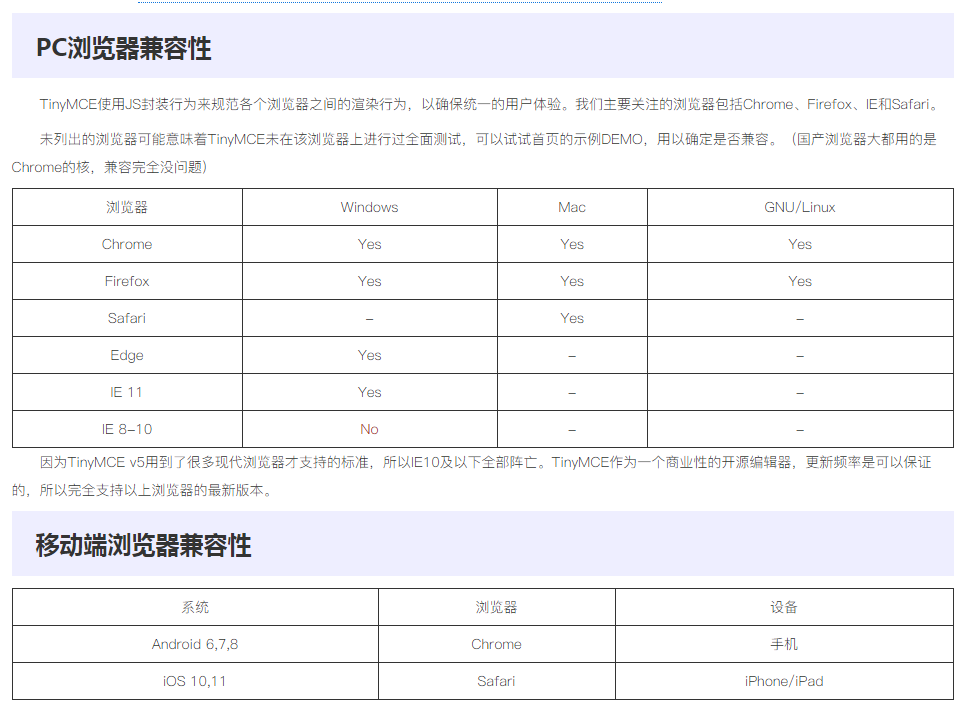 PC浏览器兼容性
TinyMCE使用JS封装行为来规范各个浏览器之间的渲染行为，以确保统一的用户体验。我们主要关注的浏览器包括Chrome、Firefox、IE和Safari。
未列出的浏览器可能意味着TinyMCE未在该浏览器上进行过全面测试，可以试试首页的示例DEMO，用以确定是否兼容。（国产浏览器大都用的是
Chrome的核，兼容完全没问题）
浏览器 Windows Mac GNU/Linux
Chrome Yes Yes Yes
Firefox Yes Yes Yes
Safari – Yes –
Edge Yes – –
IE 11 Yes – –
IE 8-10 No – –
因为TinyMCE v5用到了很多现代浏览器才支持的标准，所以IE10及以下全部阵亡。TinyMCE作为一个商业性的开源编辑器，更新频率是可以保证
的，所以完全支持以上浏览器的最新版本。
移动端浏览器兼容性
系统 浏览器 设备
Android 6,7,8 Chrome 手机
iOS 10,11 Safari iPhone/iPad